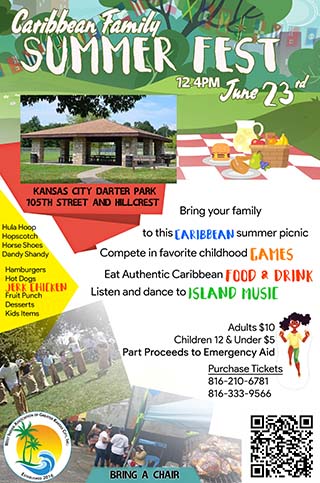 Caribbean Family
SUMMER FEST
12-4PM June 23rd
KANSAS CITY DARTER PARK
105TH STREET AND HILLCREST
Bring your family
to this CARIBBEAN summer picnic
Compete in favorite childhood GAMES
Eat Authentic Caribbean FOOD & DRINK
Listen and dance to ISLAND MUSIC
Hula Hoop
Hopscotch
Horse Shoes
Dandy Shandy
Hamburgers
Hot Dogs
JERK CHICKEN
Fruit Punch
Desserts
Kids Items
Adults $10
Children 12 & Under $5
Part Proceeds to Emergency Aid
Purchase Tickets
816-210-6781
816-333-9566
ESTABLISHED 2016
BRING A CHAIR